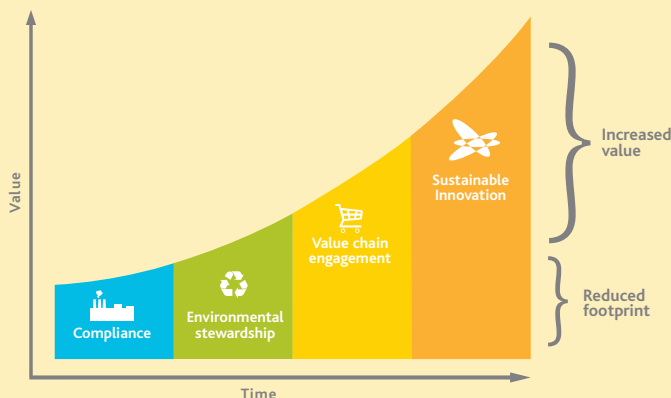 Value
Compliance
Environmental
stewardship
Value chain
engagement
Sustainable
Innovation
Increased
value
Reduced
footprint
Time